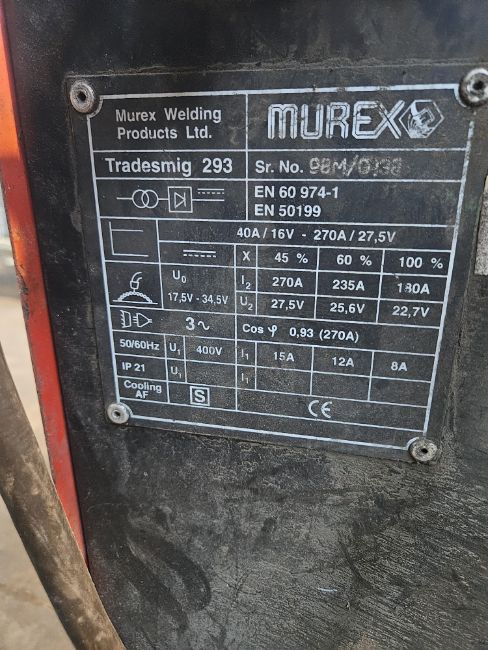 Murex Welding
Products Ltd.
MUREX
Tradesmig 293
Sr. No.
EN 60 974-1
EN 50199
40A / 16V - 270A / 27,5V
X 45 % 60 % 100 %
U0
17,5V - 34,5V
I2 270A 235A 180A
U2 27,5V 25,6V 22,7V
3~
Cos φ 0,93 (270A)
50/60Hz U1 400V I1 15A 12A 8A
IP 21 U1 I1
Cooling
AF
S
CE